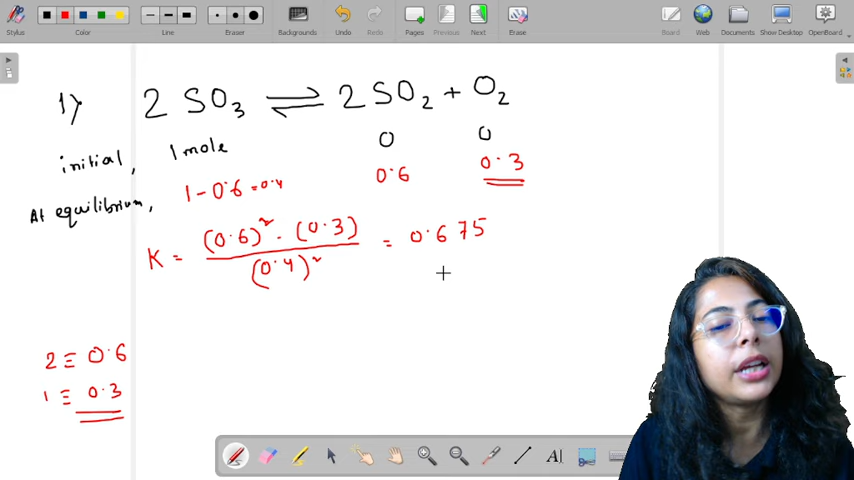 Stylus Color Line Eraser Backgrounds Undo Redo Pages Previous Next Erase Board Web Documents Show Desktop OpenBoard
1) 2 SO₃ ⇌ 2 SO₂ + O₂
initial, 1 mole 0 0
At equilibrium, 1 - 0.6 = 0.4 0.6 0.3
K = (0.6)² · (0.3) / (0.4)² = 0.675
2 ≡ 0.6
1 ≡ 0.3